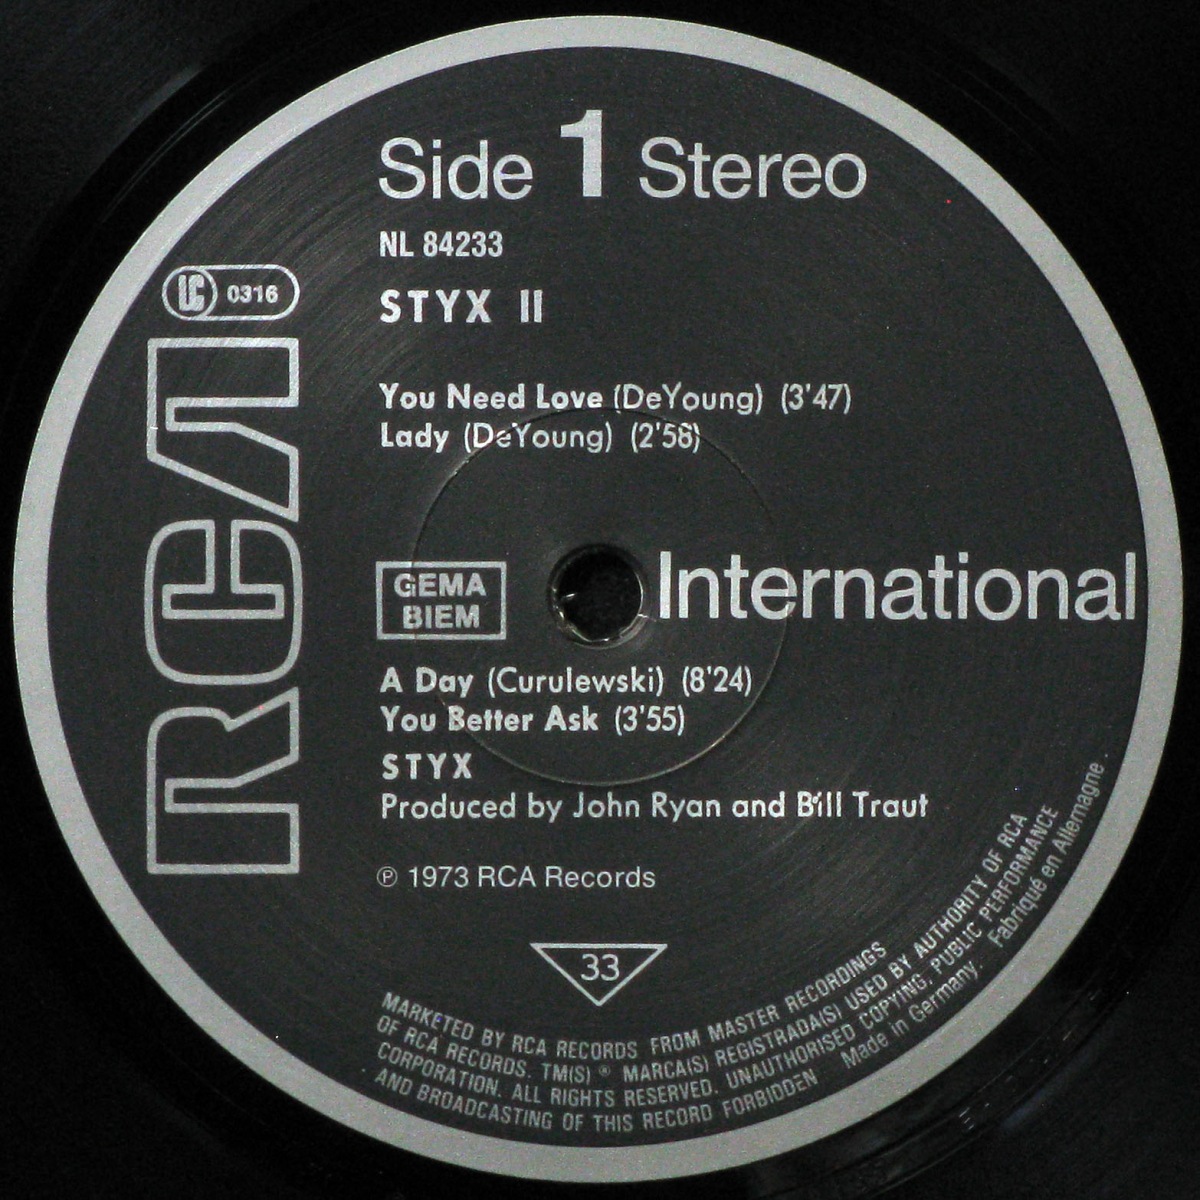 Side 1 Stereo
NL 84233
LC 0316
STYX II
RCA
You Need Love (DeYoung) (3'47)
Lady (DeYoung) (2'58)
GEMA
BIEM
International
A Day (Curulewski) (8'24)
You Better Ask (3'55)
STYX
Produced by John Ryan and Bill Traut
℗ 1973 RCA Records
33
MARKETED BY RCA RECORDS FROM MASTER RECORDINGS
OF RCA RECORDS. TM(S) ® MARCA(S) REGISTRADA(S) USED BY AUTHORITY OF RCA
CORPORATION. ALL RIGHTS RESERVED. UNAUTHORISED COPYING, PUBLIC PERFORMANCE
AND BROADCASTING OF THIS RECORD FORBIDDEN Made in Germany. Fabriqué en Allemagne.